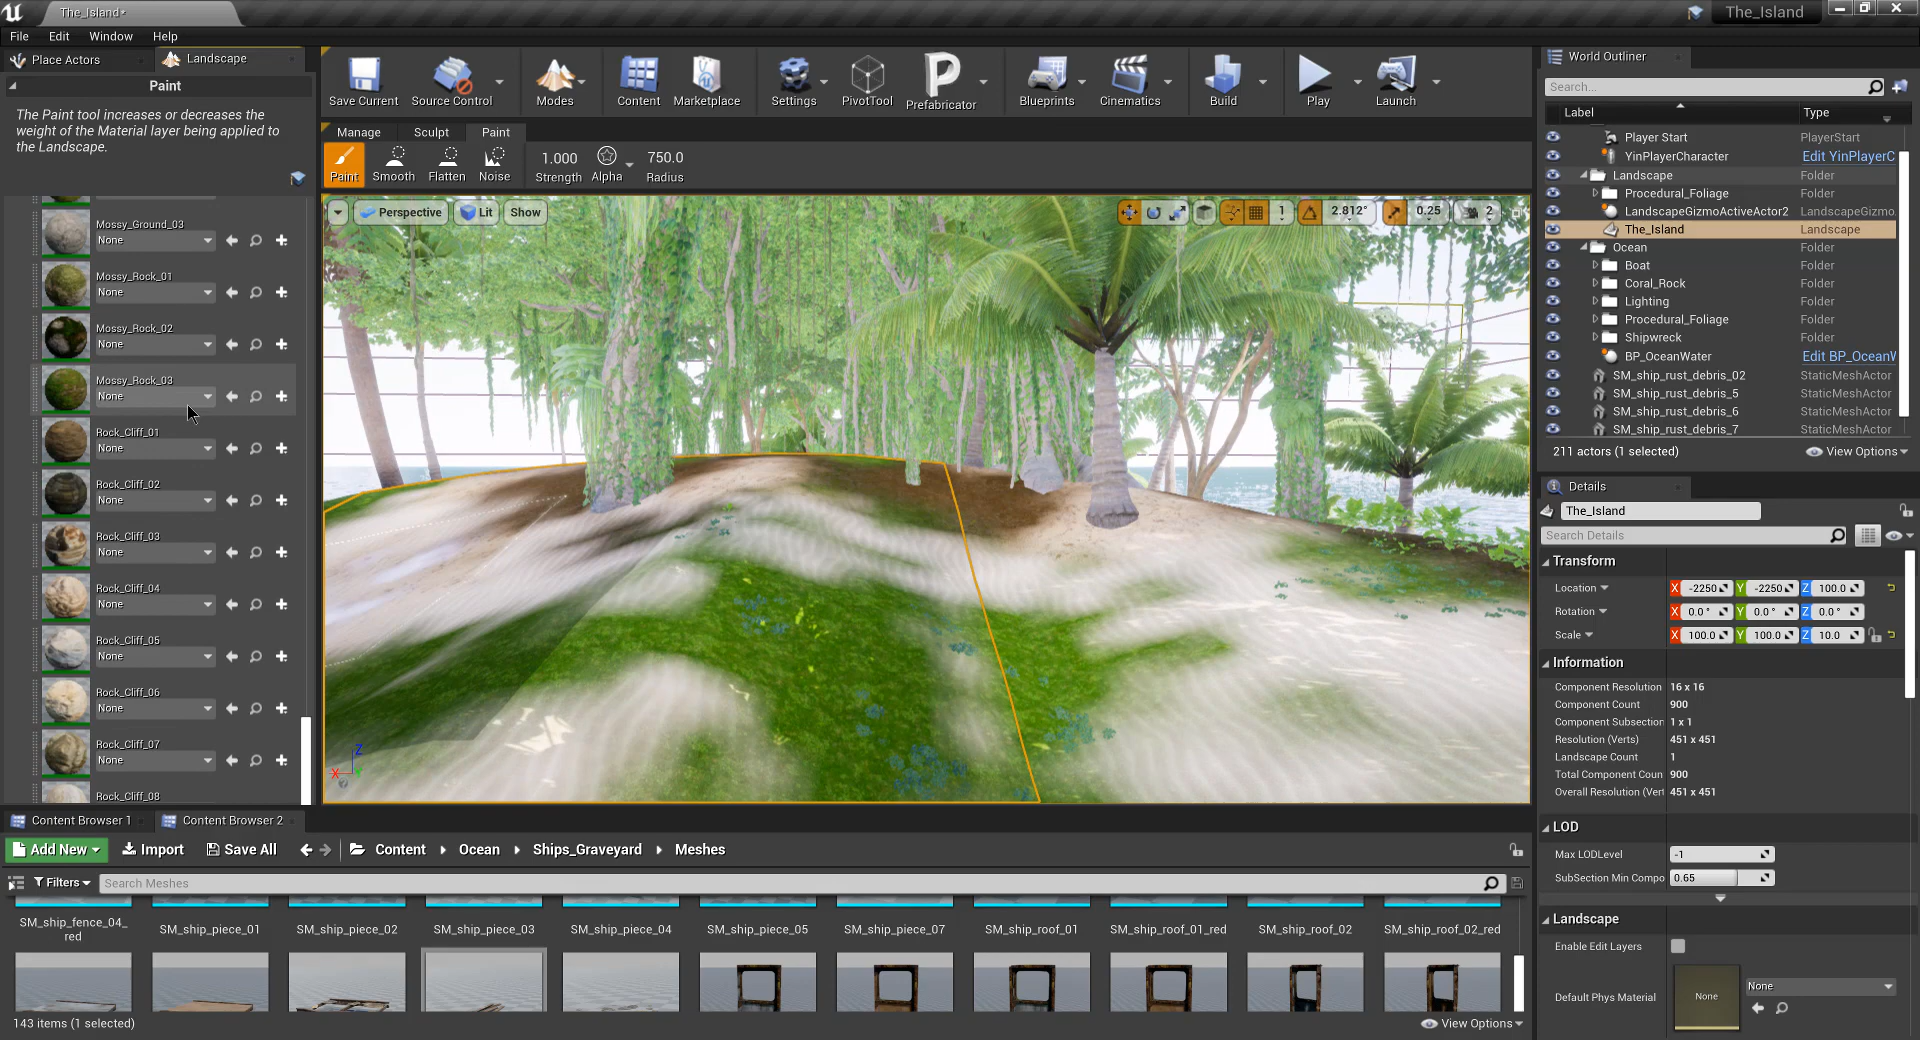 The_Island*
The_Island
File Edit Window Help
Place Actors Landscape
Paint
The Paint tool increases or decreases the
weight of the Material layer being applied to
the Landscape.
Mossy_Ground_03
None
Mossy_Rock_01
None
Mossy_Rock_02
None
Mossy_Rock_03
None
Rock_Cliff_01
None
Rock_Cliff_02
None
Rock_Cliff_03
None
Rock_Cliff_04
None
Rock_Cliff_05
None
Rock_Cliff_06
None
Rock_Cliff_07
None
Rock_Cliff_08
Save Current Source Control Modes Content Marketplace Settings PivotTool Prefabricator Blueprints Cinematics Build Play Launch
Manage Sculpt Paint
Paint Smooth Flatten Noise
1.000 750.0
Strength Alpha Radius
Perspective Lit Show
1 2.812° 0.25 2
X Z
World Outliner
Search...
Label Type
Player Start PlayerStart
YinPlayerCharacter Edit YinPlayerC
Landscape Folder
Procedural_Foliage Folder
LandscapeGizmoActiveActor2 LandscapeGizmo
The_Island Landscape
Ocean Folder
Boat Folder
Coral_Rock Folder
Lighting Folder
Procedural_Foliage Folder
Shipwreck Folder
BP_OceanWater Edit BP_OceanW
SM_ship_rust_debris_02 StaticMeshActor
SM_ship_rust_debris_5 StaticMeshActor
SM_ship_rust_debris_6 StaticMeshActor
SM_ship_rust_debris_7 StaticMeshActor
211 actors (1 selected) View Options
Details
The_Island
Search Details
Transform
Location X -2250 Y -2250 Z 100.0
Rotation X 0.0° Y 0.0° Z 0.0°
Scale X 100.0 Y 100.0 Z 10.0
Information
Component Resolution 16 x 16
Component Count 900
Component Subsection 1 x 1
Resolution (Verts) 451 x 451
Landscape Count 1
Total Component Coun 900
Overall Resolution (Vert 451 x 451
LOD
Max LODLevel -1
SubSection Min Compo 0.65
Landscape
Enable Edit Layers
Default Phys Material None None
Content Browser 1 Content Browser 2
Add New Import Save All Content Ocean Ships_Graveyard Meshes
Filters Search Meshes
SM_ship_fence_04_
red
SM_ship_piece_01 SM_ship_piece_02 SM_ship_piece_03 SM_ship_piece_04 SM_ship_piece_05 SM_ship_piece_07 SM_ship_roof_01 SM_ship_roof_01_red SM_ship_roof_02 SM_ship_roof_02_red
143 items (1 selected) View Options